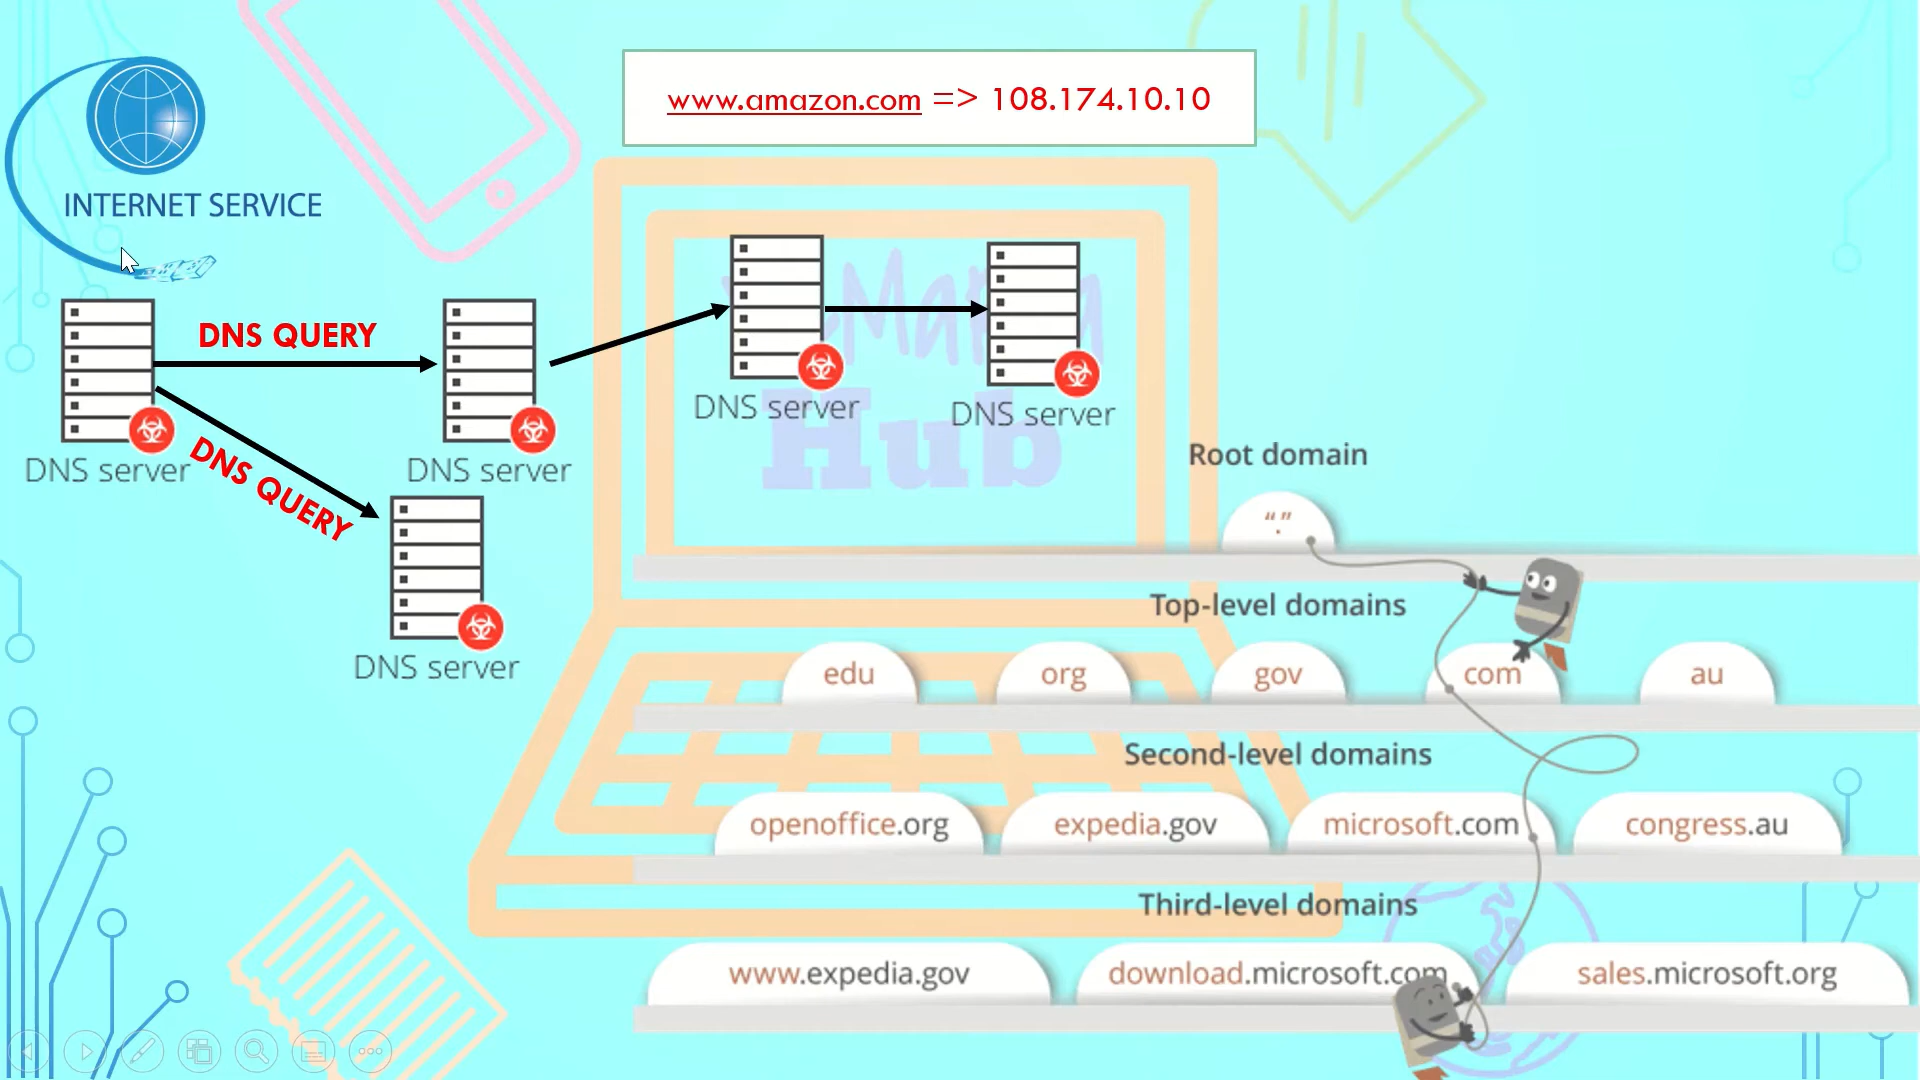 www.amazon.com => 108.174.10.10
INTERNET SERVICE
DNS QUERY
DNS server
DNS server
DNS server
DNS server
DNS QUERY
DNS server
Hub
Root domain
"."
Top-level domains
edu
org
gov
com
au
Second-level domains
openoffice.org
expedia.gov
microsoft.com
congress.au
Third-level domains
www.expedia.gov
download.microsoft.com
sales.microsoft.org